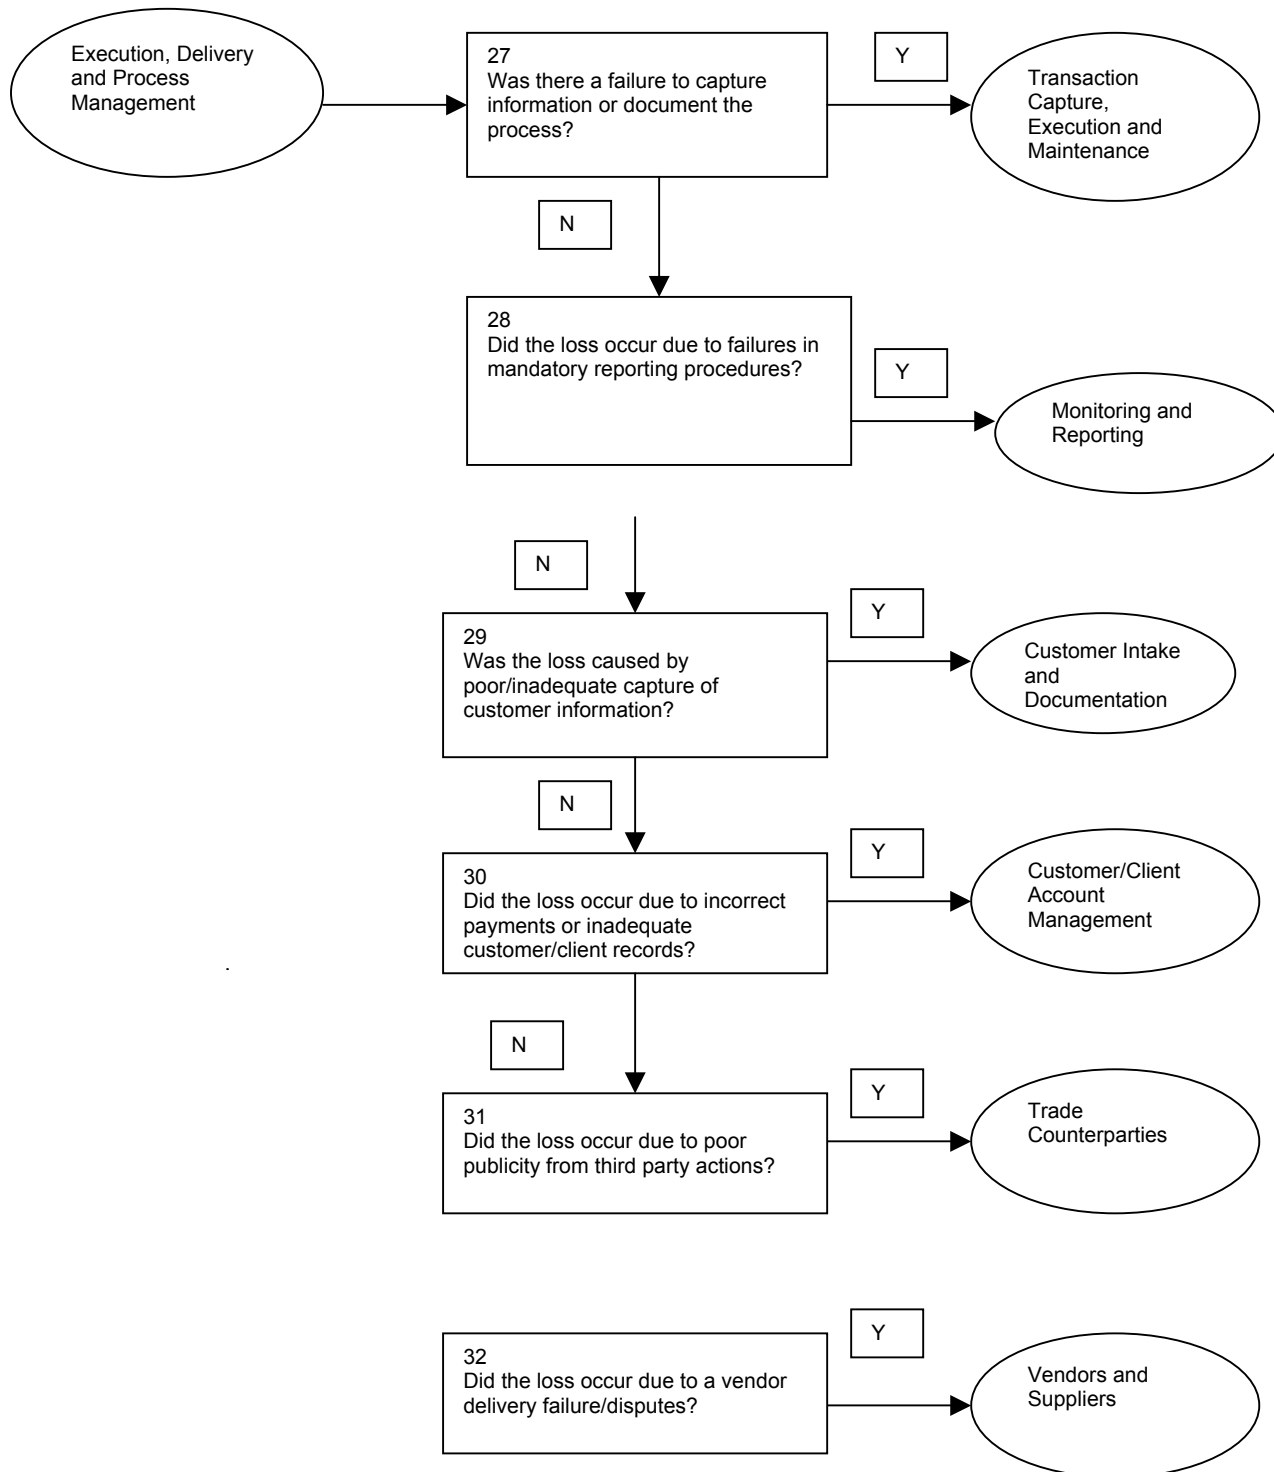 Execution, Delivery
and Process
Management
27
Was there a failure to capture
information or document the
process?
Y
Transaction
Capture,
Execution and
Maintenance
N
28
Did the loss occur due to failures in
mandatory reporting procedures?
Y
Monitoring and
Reporting
N
29
Was the loss caused by
poor/inadequate capture of
customer information?
Y
Customer Intake
and
Documentation
N
30
Did the loss occur due to incorrect
payments or inadequate
customer/client records?
Y
Customer/Client
Account
Management
.
N
31
Did the loss occur due to poor
publicity from third party actions?
Y
Trade
Counterparties
32
Did the loss occur due to a vendor
delivery failure/disputes?
Y
Vendors and
Suppliers